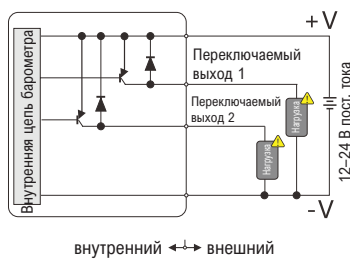 +V
Внутренняя цепь барометра
Переключаемый
выход 1
Переключаемый
выход 2
Нагрузка
Нагрузка
12–24 В пост. тока
-V
внутренний
внешний